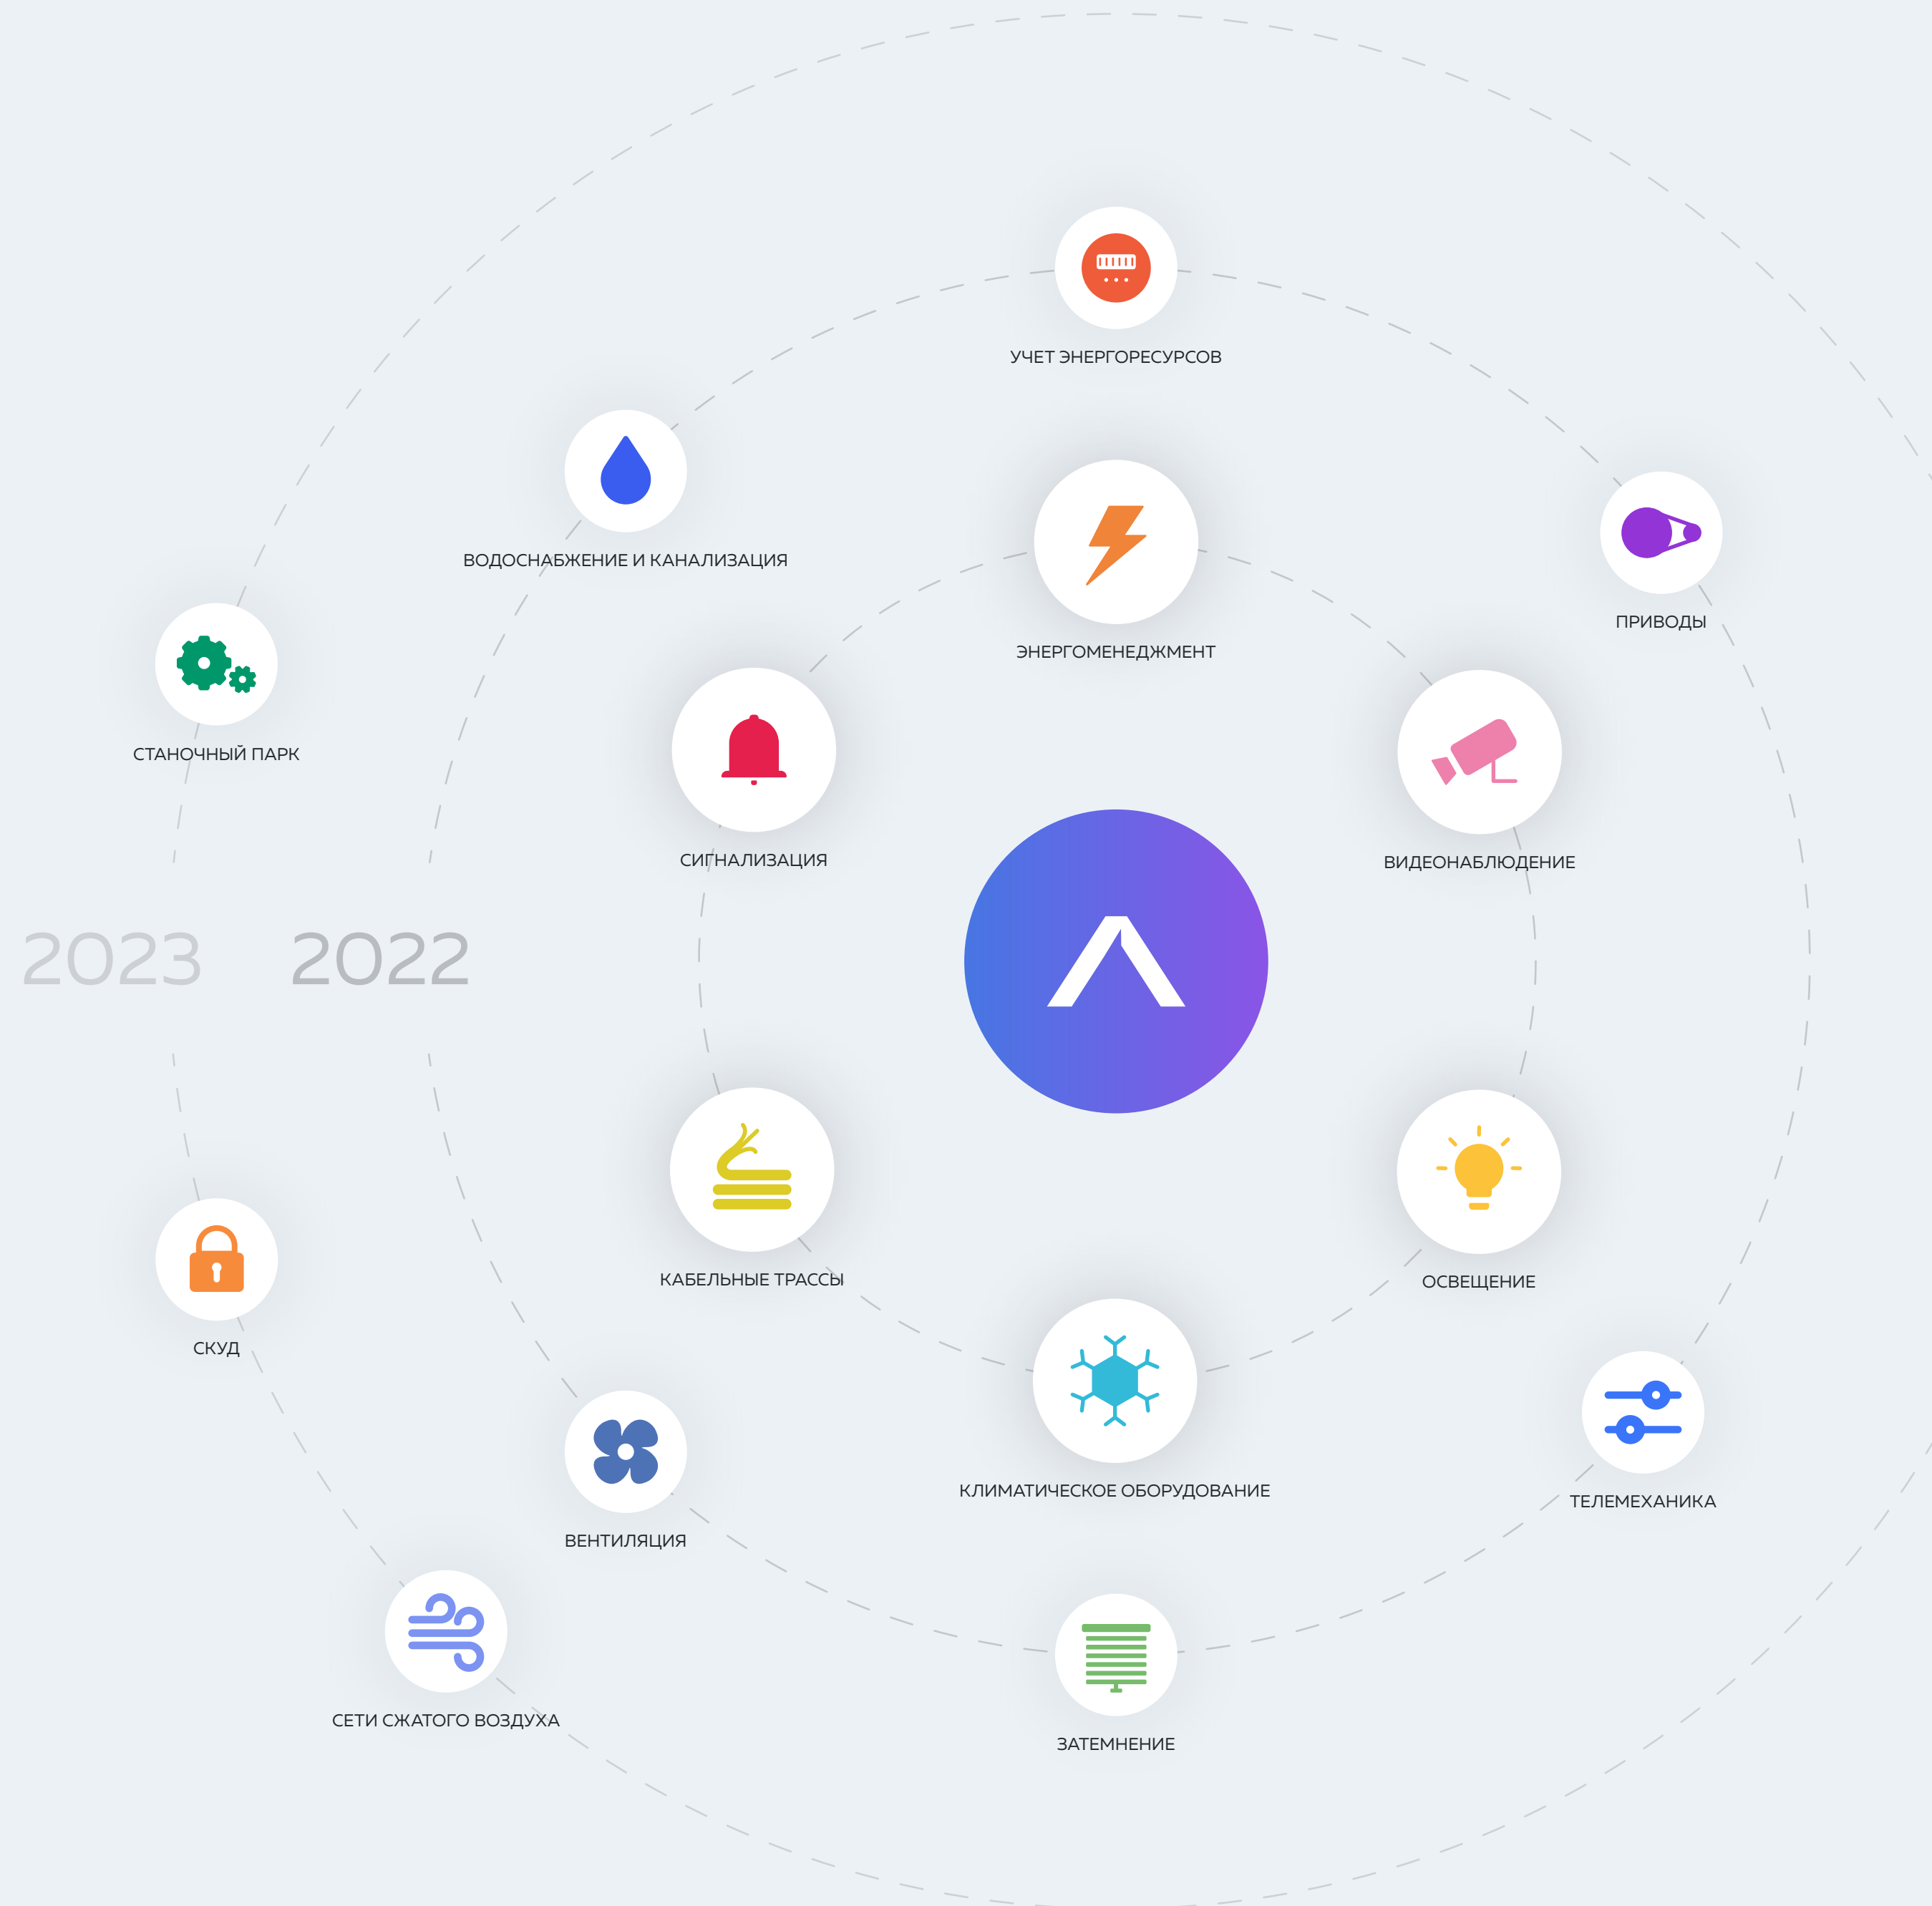 УЧЕТ ЭНЕРГОРЕСУРСОВ
ВОДОСНАБЖЕНИЕ И КАНАЛИЗАЦИЯ
ПРИВОДЫ
ЭНЕРГОМЕНЕДЖМЕНТ
СТАНОЧНЫЙ ПАРК
СИГНАЛИЗАЦИЯ
ВИДЕОНАБЛЮДЕНИЕ
2023
2022
КАБЕЛЬНЫЕ ТРАССЫ
ОСВЕЩЕНИЕ
СКУД
КЛИМАТИЧЕСКОЕ ОБОРУДОВАНИЕ
ТЕЛЕМЕХАНИКА
ВЕНТИЛЯЦИЯ
СЕТИ СЖАТОГО ВОЗДУХА
ЗАТЕМНЕНИЕ